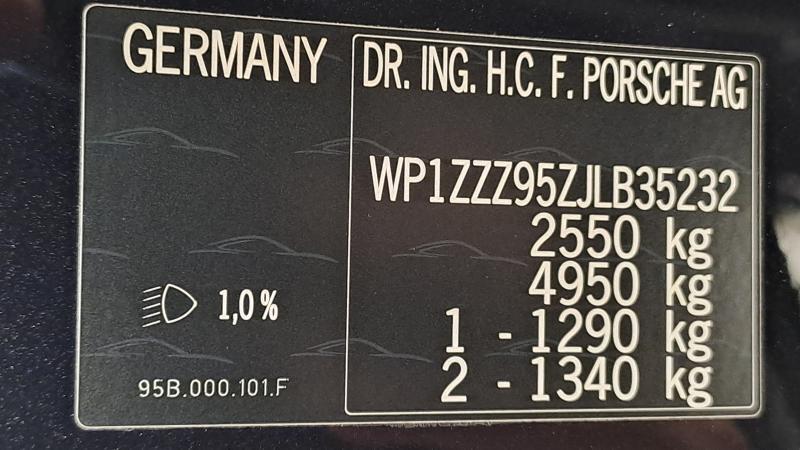 GERMANY
DR. ING. H.C. F. PORSCHE AG
WP1ZZZ95ZJLB35232
2550 kg
4950 kg
1 - 1290 kg
2 - 1340 kg
1,0 %
95B.000.101.F